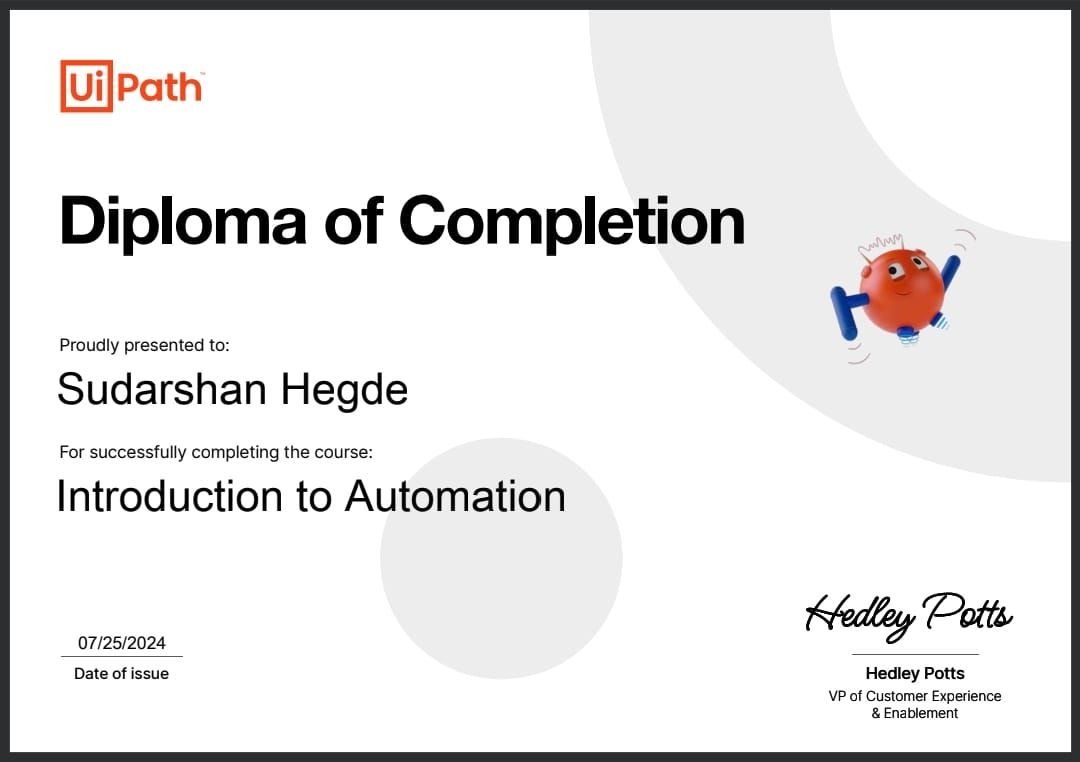 UiPath™
Diploma of Completion
Proudly presented to:
Sudarshan Hegde
For successfully completing the course:
Introduction to Automation
07/25/2024
Date of issue
Hedley Potts
Hedley Potts
VP of Customer Experience
& Enablement